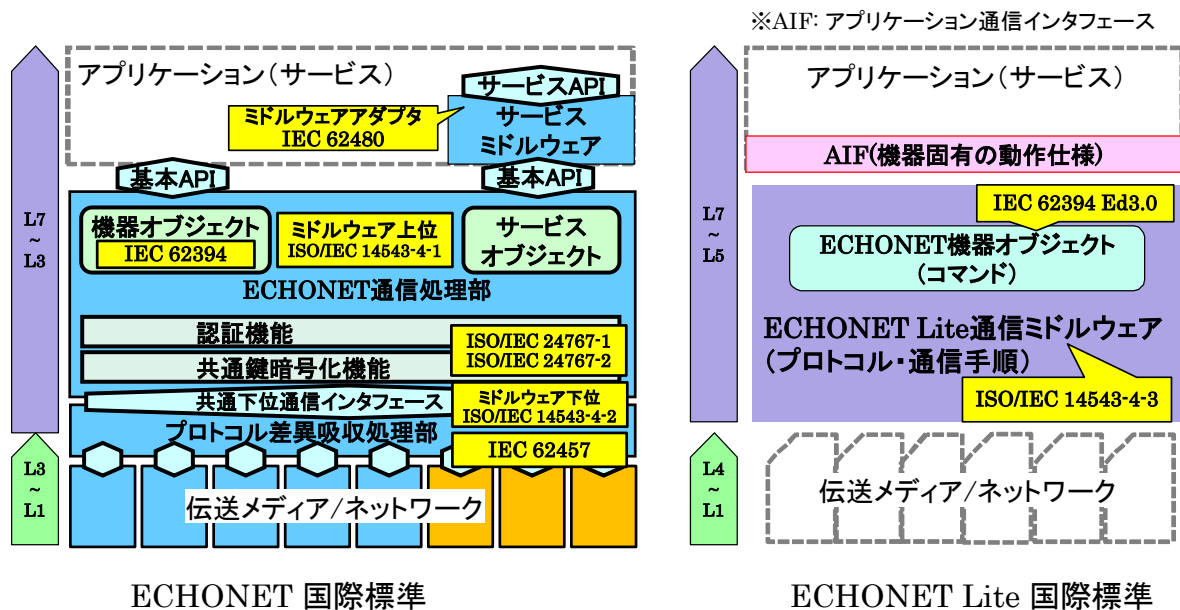 ※AIF: アプリケーション通信インタフェース
アプリケーション(サービス)
サービスAPI
ミドルウェアアダプタ
IEC 62480
サービス
ミドルウェア
基本API
基本API
L7
~
L3
機器オブジェクト
IEC 62394
ミドルウェア上位
ISO/IEC 14543-4-1
サービス
オブジェクト
ECHONET通信処理部
認証機能
共通鍵暗号化機能
ISO/IEC 24767-1
ISO/IEC 24767-2
共通下位通信インタフェース
ミドルウェア下位
ISO/IEC 14543-4-2
プロトコル差異吸収処理部
IEC 62457
L3
~
L1
伝送メディア/ネットワーク
ECHONET 国際標準
アプリケーション(サービス)
AIF(機器固有の動作仕様)
L7
~
L5
IEC 62394 Ed3.0
ECHONET機器オブジェクト
(コマンド)
ECHONET Lite通信ミドルウェア
(プロトコル・通信手順)
ISO/IEC 14543-4-3
L4
~
L1
伝送メディア/ネットワーク
ECHONET Lite 国際標準